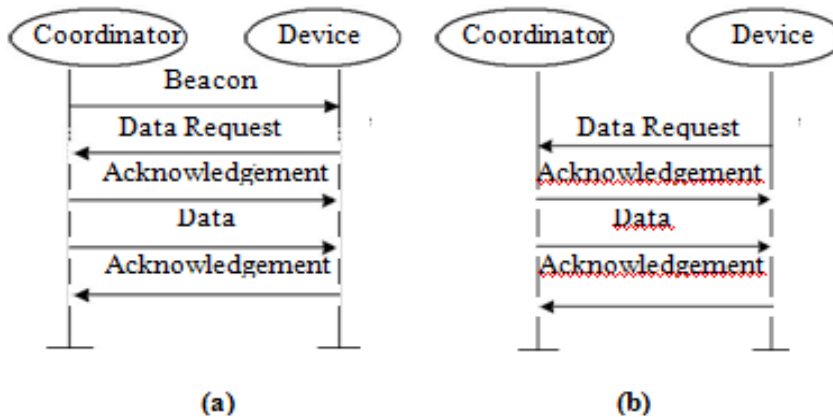 Coordinator Device Coordinator Device
Beacon
Data Request Data Request
Acknowledgement Acknowledgement
Data Data
Acknowledgement Acknowledgement
(a) (b)